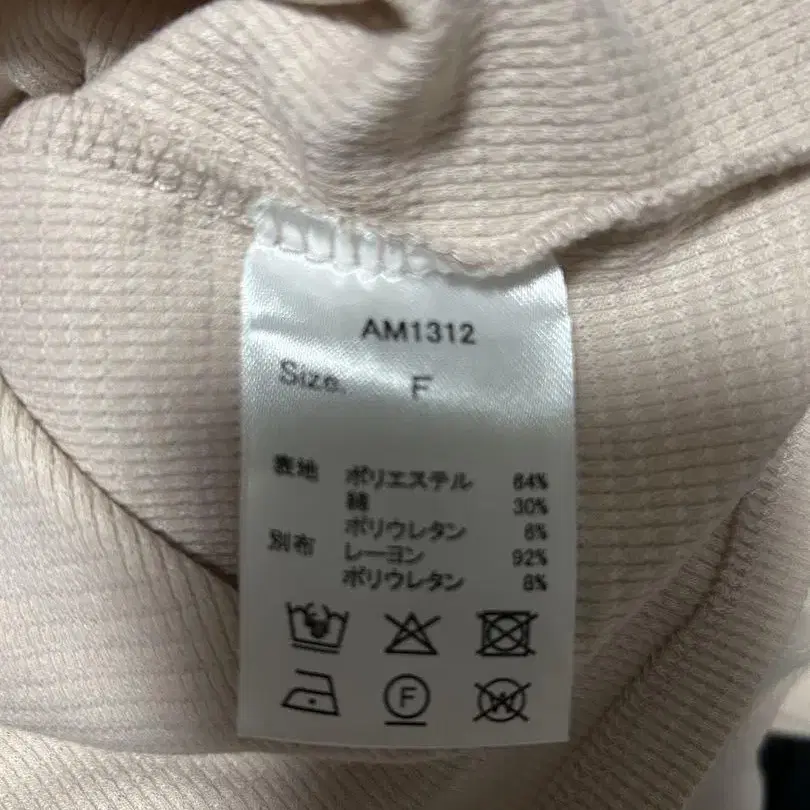 AM1312
Size. F
表地 ポリエステル 64%
綿 30%
ポリウレタン 6%
別布 レーヨン 92%
ポリウレタン 8%
F
W